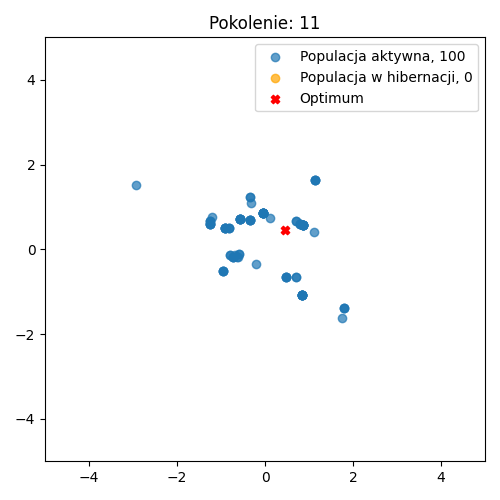 Pokolenie: 11
Populacja aktywna, 100
Populacja w hibernacji, 0
Optimum
4
2
0
−2
−4
−4
−2
0
2
4